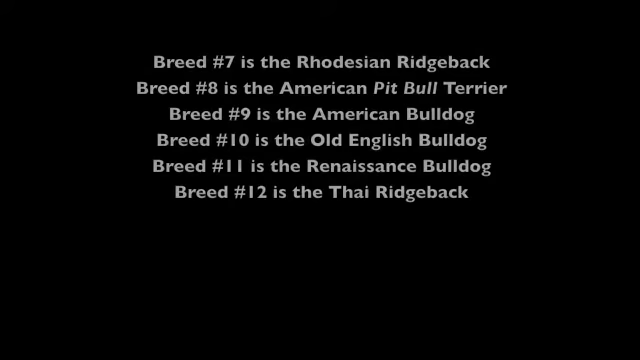 Breed #7 is the Rhodesian Ridgeback
Breed #8 is the American Pit Bull Terrier
Breed #9 is the American Bulldog
Breed #10 is the Old English Bulldog
Breed #11 is the Renaissance Bulldog
Breed #12 is the Thai Ridgeback